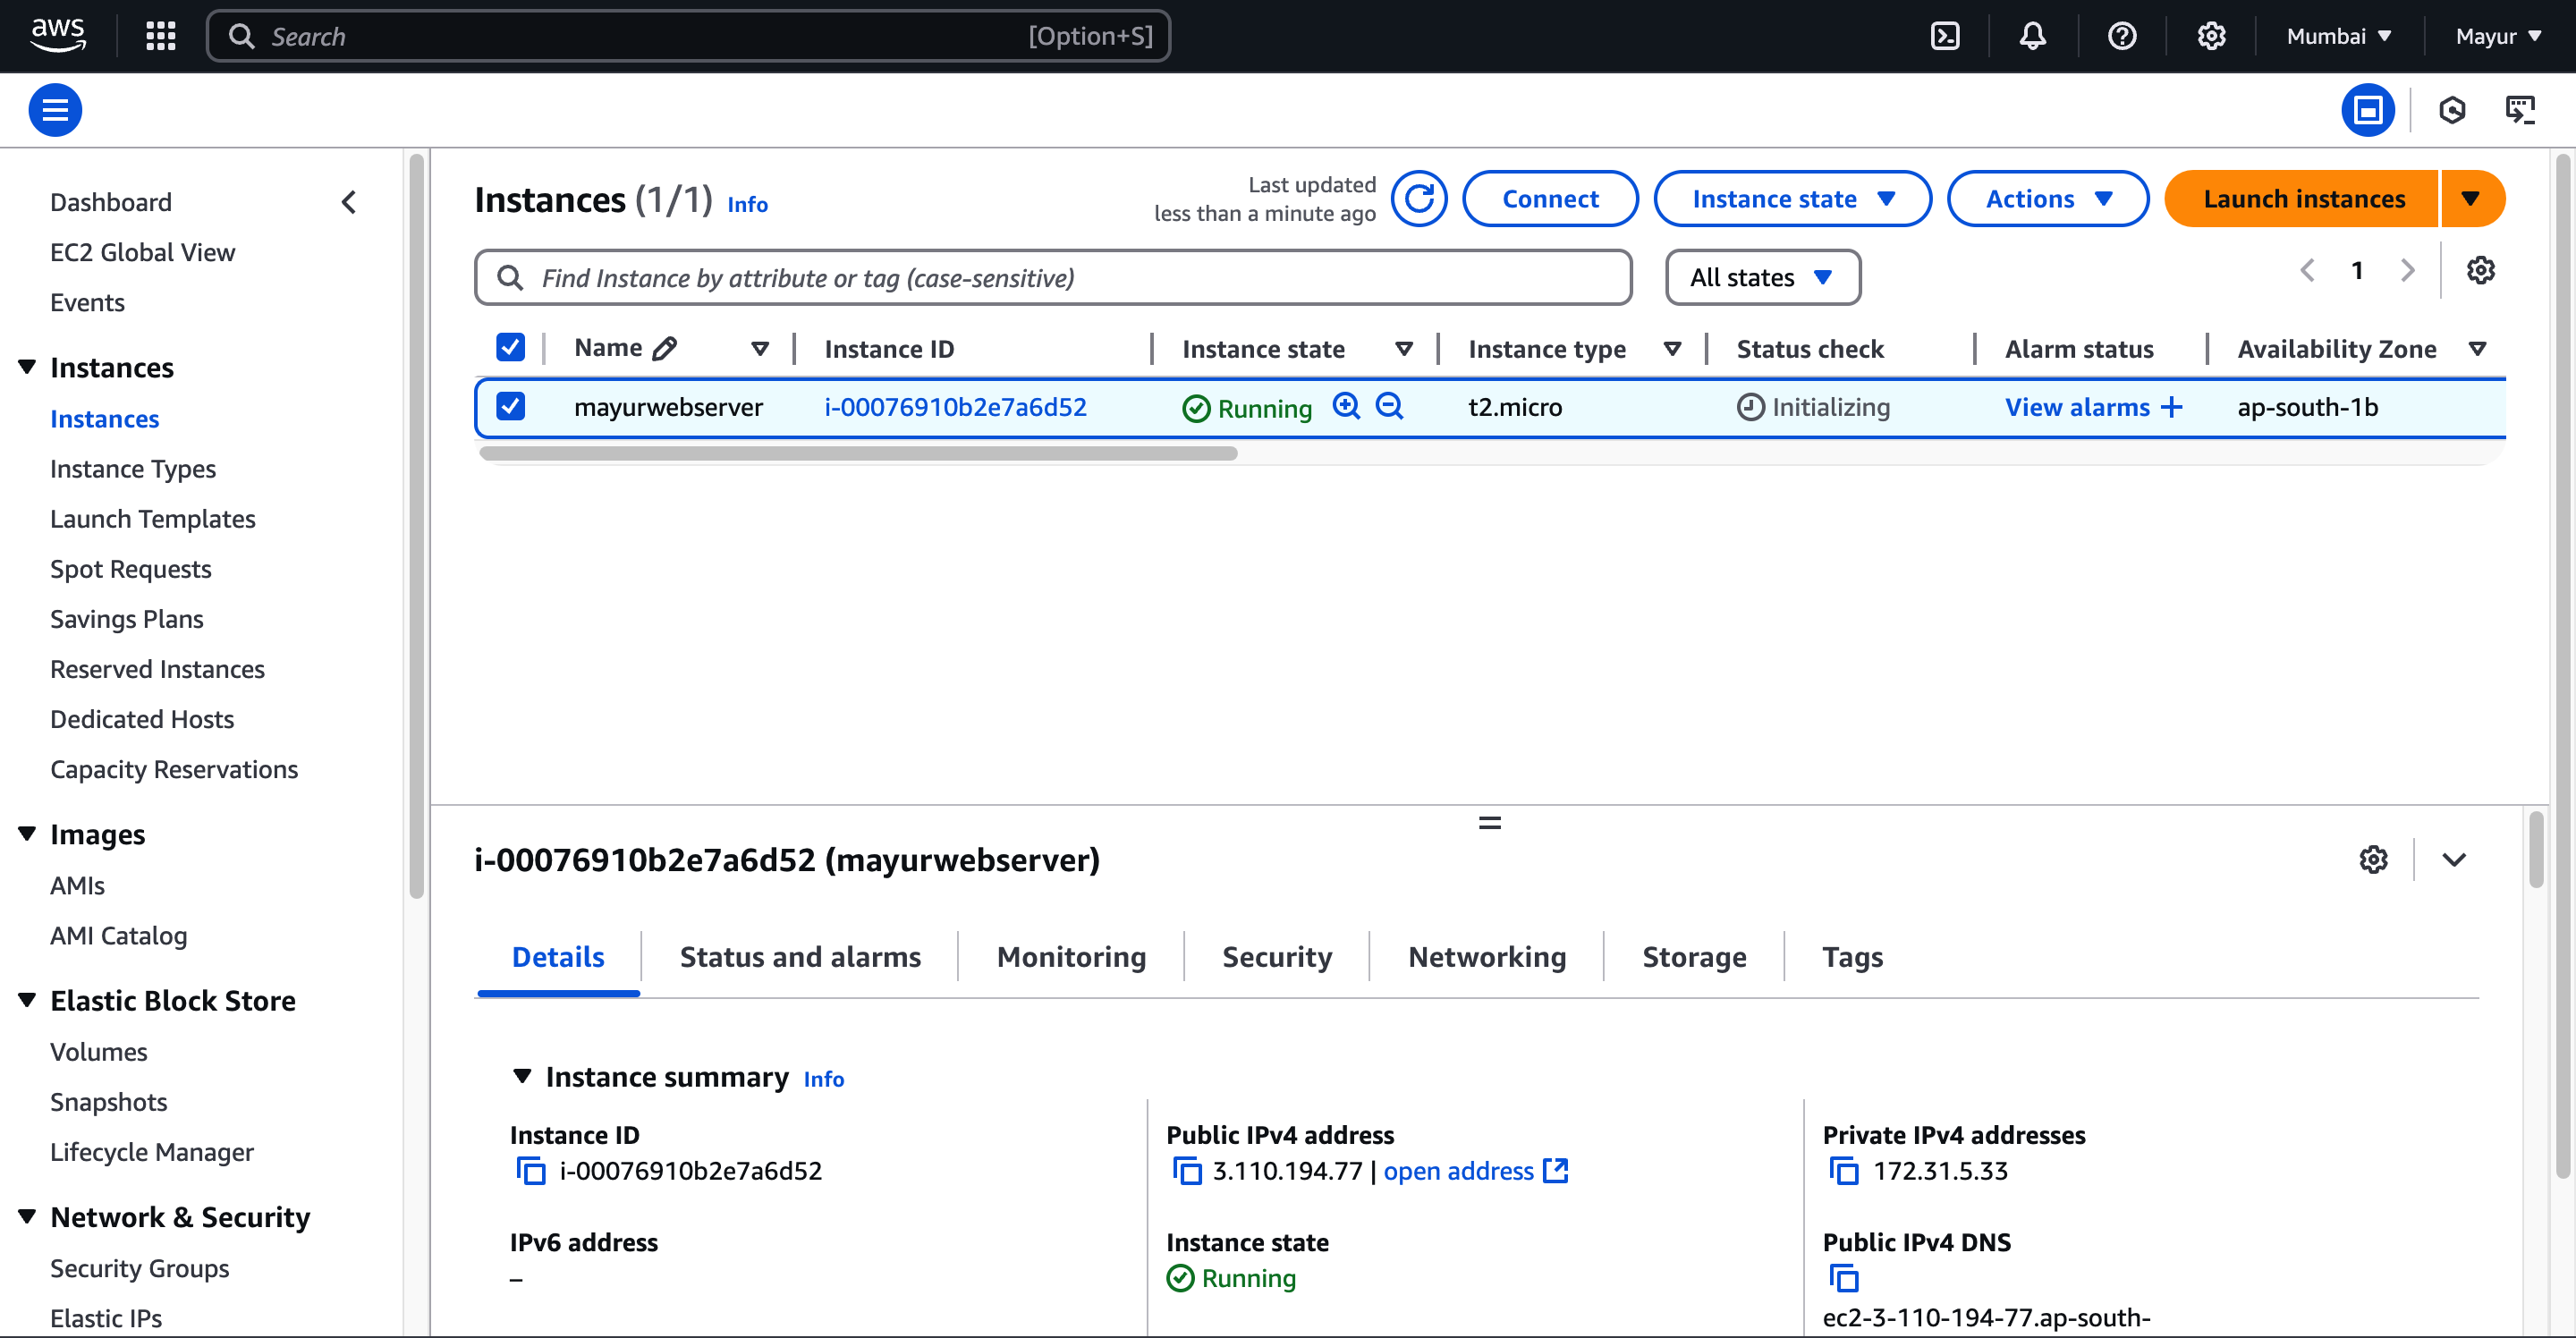 aws
Search
[Option+S]
Mumbai
Mayur
Dashboard
EC2 Global View
Events
Instances
Instances
Instance Types
Launch Templates
Spot Requests
Savings Plans
Reserved Instances
Dedicated Hosts
Capacity Reservations
Images
AMIs
AMI Catalog
Elastic Block Store
Volumes
Snapshots
Lifecycle Manager
Network & Security
Security Groups
Elastic IPs
Instances (1/1) Info
Last updated
less than a minute ago
Connect
Instance state
Actions
Launch instances
Find Instance by attribute or tag (case-sensitive)
All states
1
Name Instance ID Instance state Instance type Status check Alarm status Availability Zone
mayurwebserver i-00076910b2e7a6d52 Running t2.micro Initializing View alarms + ap-south-1b
i-00076910b2e7a6d52 (mayurwebserver)
Details Status and alarms Monitoring Security Networking Storage Tags
Instance summary Info
Instance ID
i-00076910b2e7a6d52
IPv6 address
–
Public IPv4 address
3.110.194.77 | open address
Instance state
Running
Private IPv4 addresses
172.31.5.33
Public IPv4 DNS
ec2-3-110-194-77.ap-south-